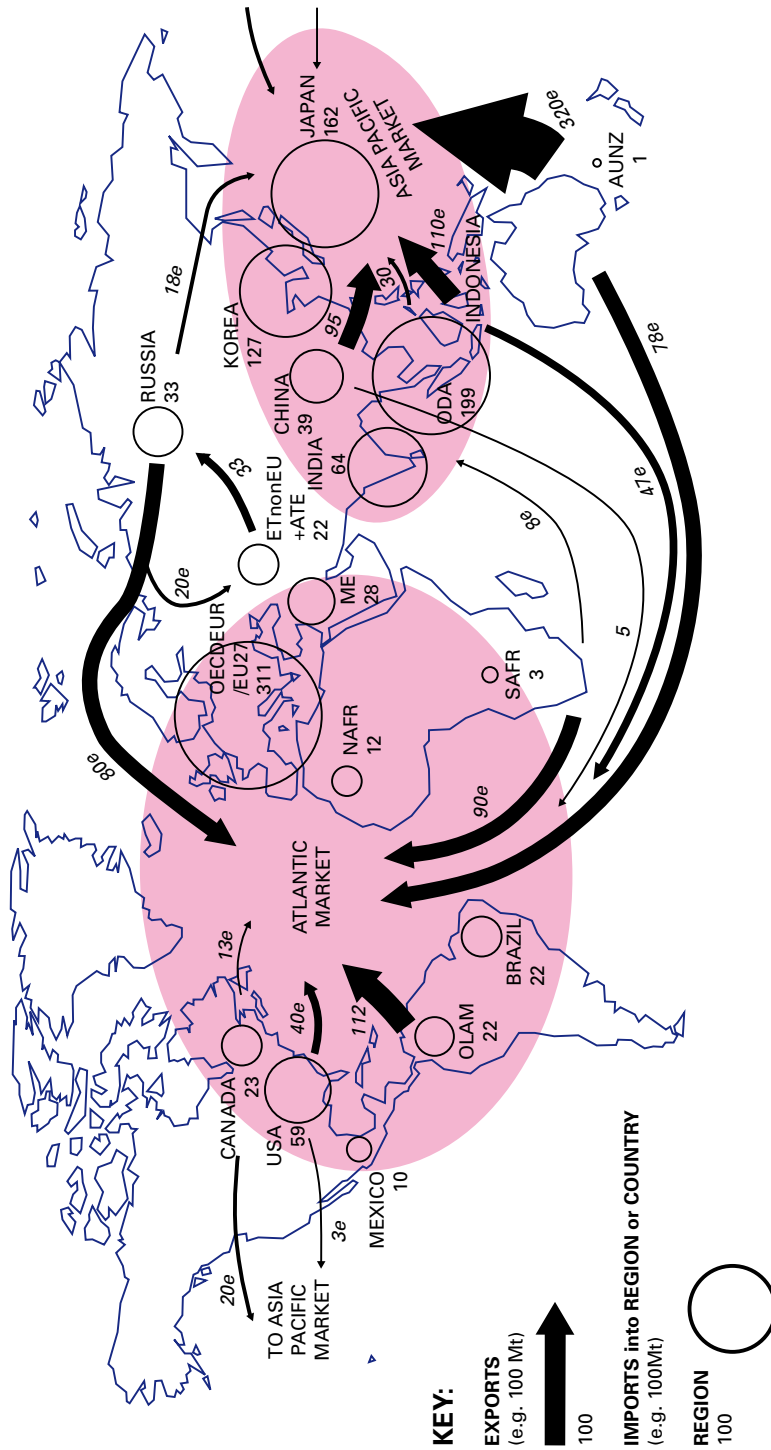 20e
TO ASIA
PACIFIC
MARKET
3e
CANADA
23
USA
59
MEXICO
10
13e
40e
112
ATLANTIC
MARKET
OLAM
22
BRAZIL
22
80e
OECDEUR
/EU27
311
NAFR
12
ME
28
SAFR
3
90e
20e
ETnonEU
+ATE
22
33
RUSSIA
33
18e
INDIA
64
CHINA
39
KOREA
127
JAPAN
162
ASIA PACIFIC
MARKET
95
30
110e
ODA
199
INDONESIA
320e
AUNZ
1
8e
5
47e
78e
KEY:
EXPORTS
(e.g. 100 Mt)
100
IMPORTS into REGION or COUNTRY
(e.g. 100Mt)
REGION
100